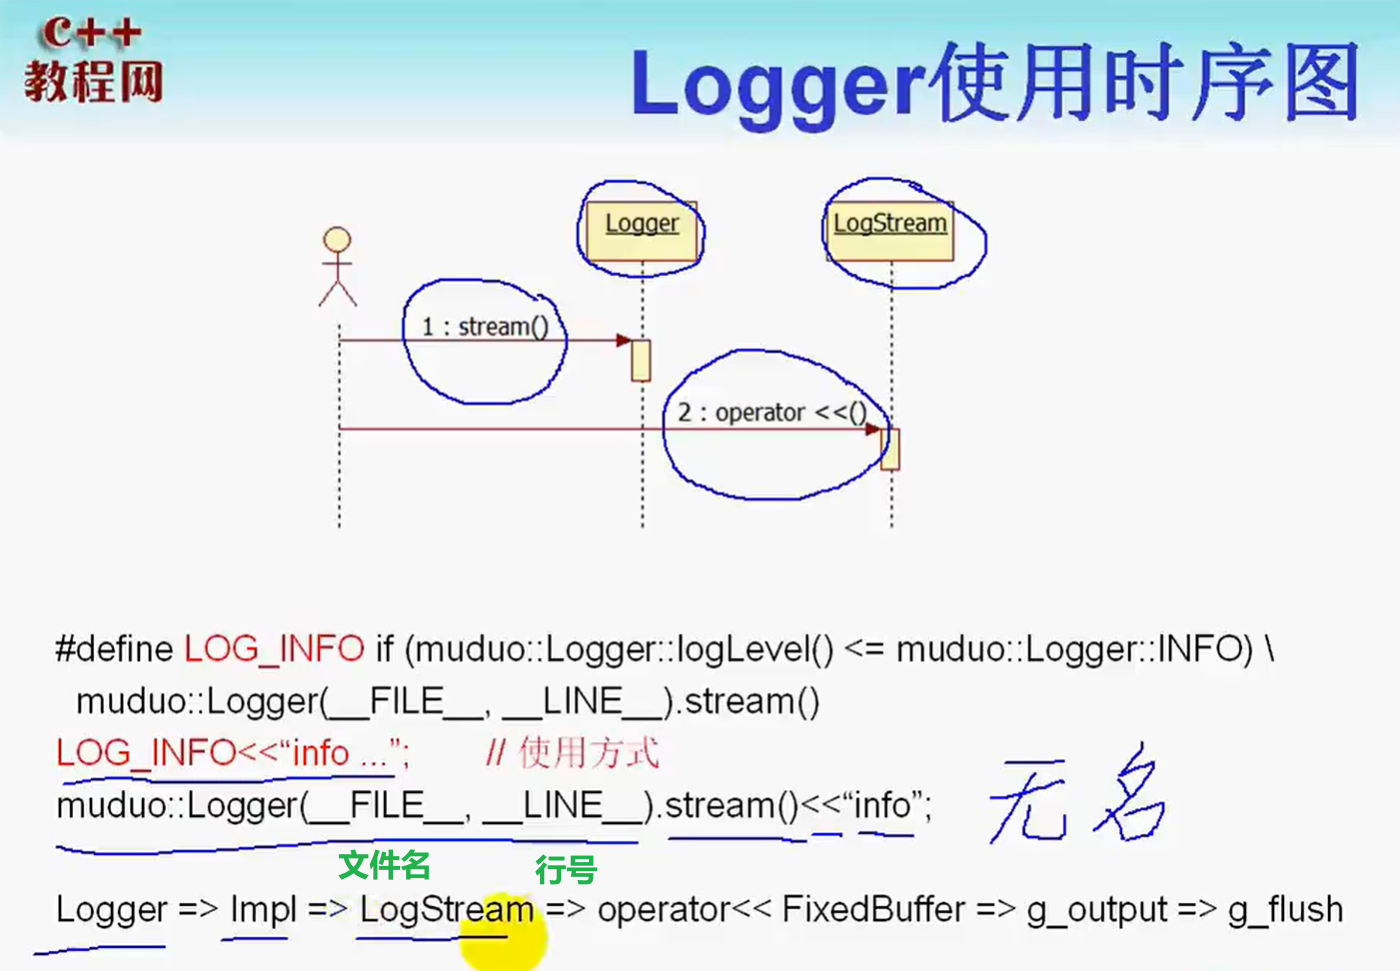 C++
教程网
Logger使用时序图
Logger
LogStream
1 : stream()
2 : operator <<()
#define LOG_INFO if (muduo::Logger::logLevel() <= muduo::Logger::INFO) \
muduo::Logger(__FILE__, __LINE__).stream()
LOG_INFO<<“info ...”; // 使用方式
muduo::Logger(__FILE__, __LINE__).stream()<<“info”;
无名
文件名 行号
Logger => Impl => LogStream => operator<< FixedBuffer => g_output => g_flush